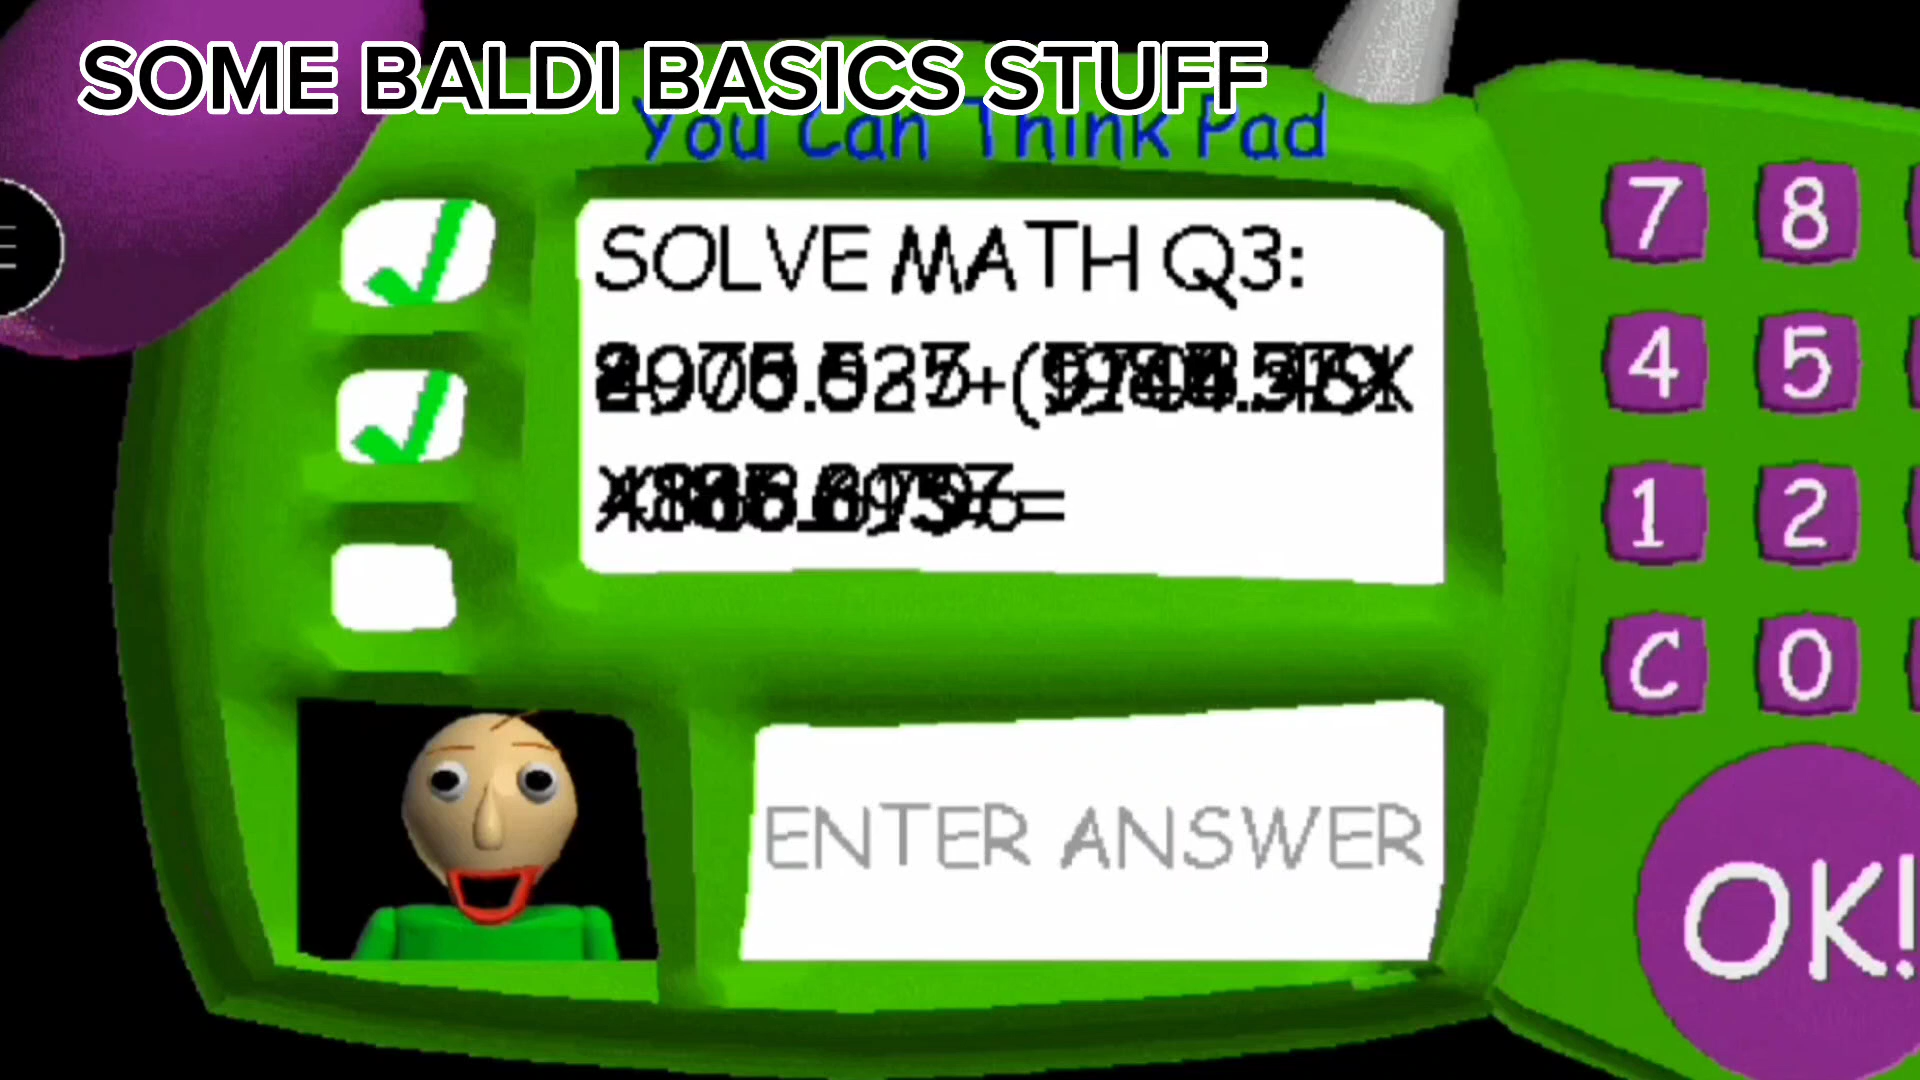 SOME BALDI BASICS STUFF
You Can Think Pad
SOLVE MATH Q3:
ENTER ANSWER
7 8
4 5
1 2
C 0
OK!